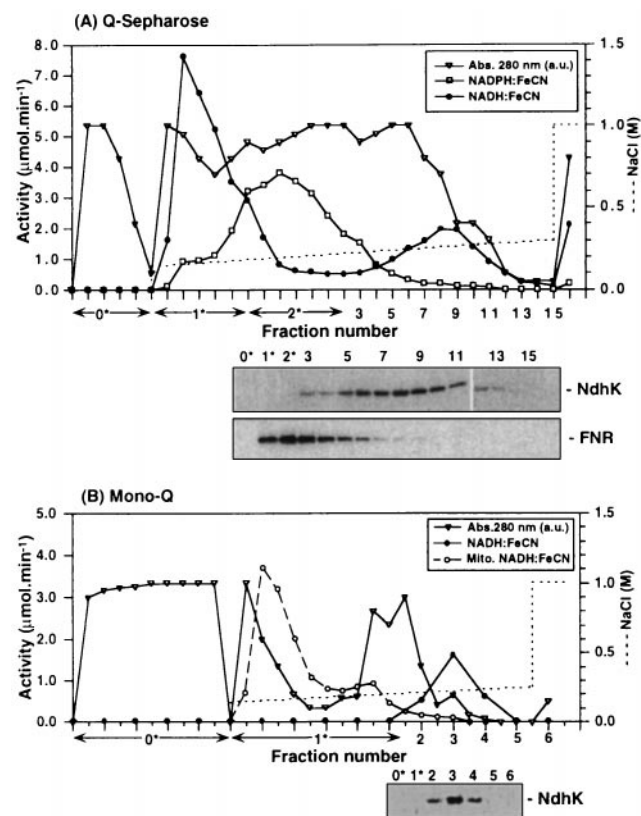 (A) Q-Sepharose
8.0
7.0
6.0
5.0
4.0
3.0
2.0
1.0
0.0
Activity (μmol.min⁻¹)
Abs. 280 nm (a.u.)
NADPH:FeCN
NADH:FeCN
1.5
1.0
0.5
0.0
---- NaCl (M)
0* 1* 2* 3 5 7 9 11 13 15
Fraction number
0* 1* 2* 3 5 7 9 11 13 15
- NdhK
- FNR
(B) Mono-Q
5.0
4.0
3.0
2.0
1.0
0.0
Activity (μmol.min⁻¹)
Abs.280 nm (a.u.)
NADH:FeCN
Mito. NADH:FeCN
1.5
1.0
0.5
0.0
---- NaCl (M)
0* 1* 2 3 4 5 6
Fraction number
0* 1* 2 3 4 5 6
- NdhK